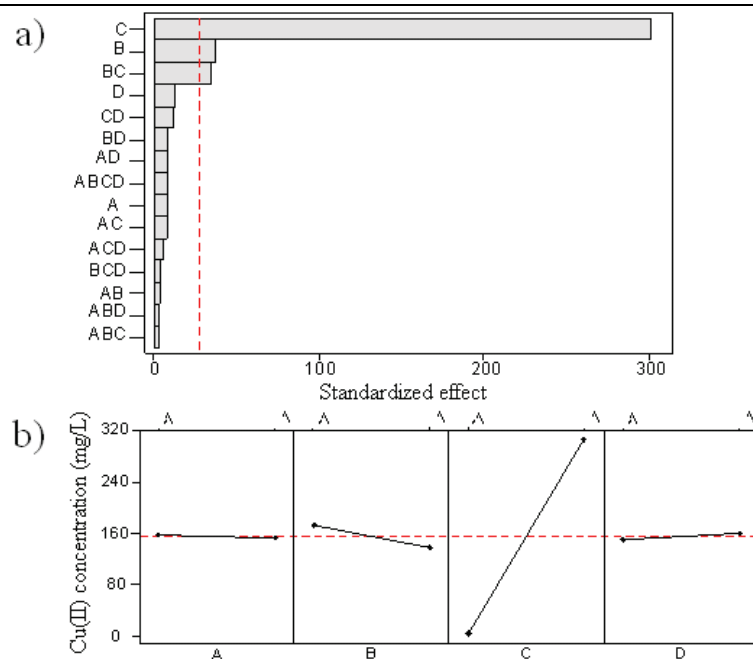 a)
C
B
BC
D
CD
BD
AD
ABCD
A
AC
ACD
BCD
AB
ABD
ABC
0 100 200 300
Standardized effect
b)
Cu(II) concentration (mg/L)
320
240
160
80
0
A B C D